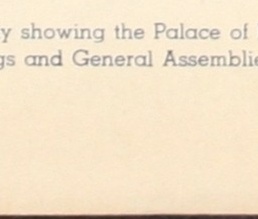 y showing the Palace of
gs and General Assemblie